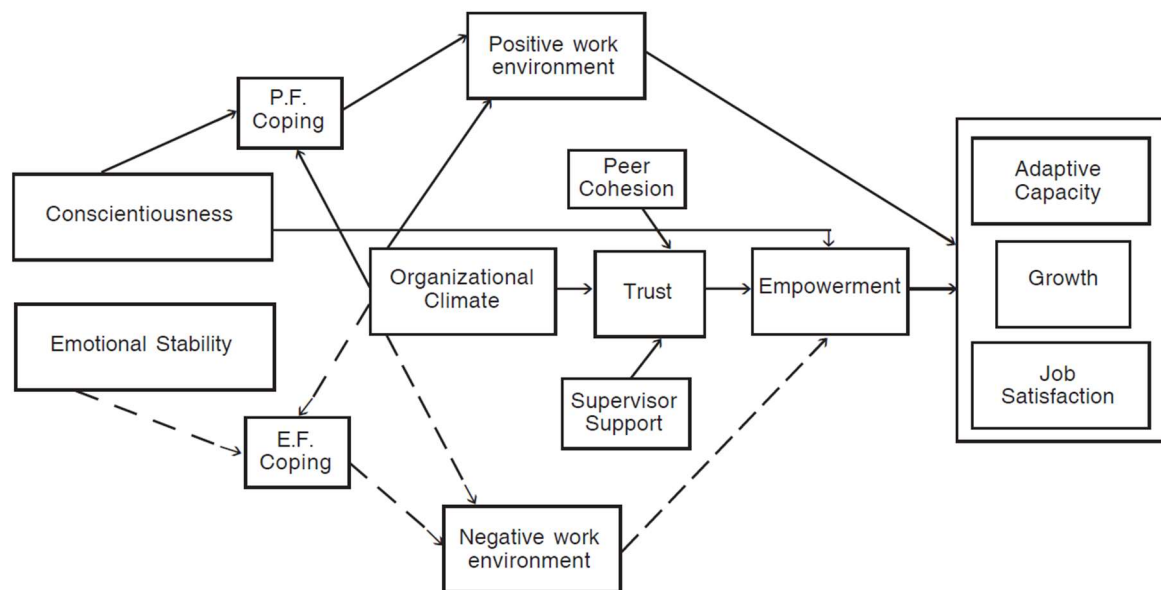 Positive work
environment
P.F.
Coping
Peer
Cohesion
Adaptive
Capacity
Conscientiousness
Organizational
Climate
Trust
Empowerment
Growth
Emotional Stability
Supervisor
Support
Job
Satisfaction
E.F.
Coping
Negative work
environment